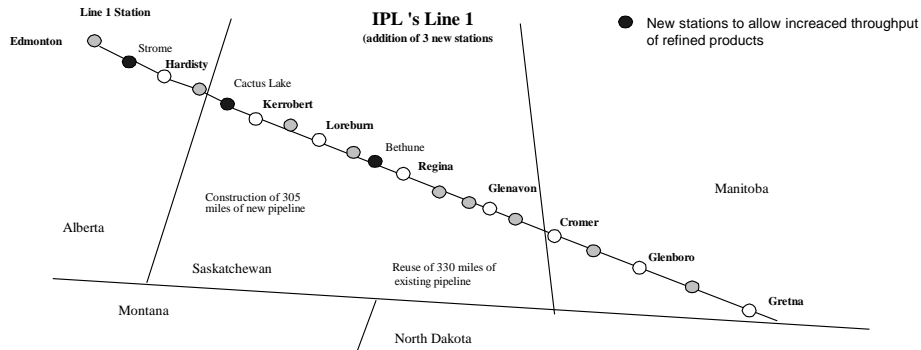 IPL 's Line 1
(addition of 3 new stations
New stations to allow increaced throughput
of refined products
Line 1 Station
Edmonton
Strome
Hardisty
Cactus Lake
Kerrobert
Loreburn
Bethune
Regina
Glenavon
Manitoba
Construction of 305
miles of new pipeline
Cromer
Alberta
Glenboro
Saskatchewan
Reuse of 330 miles of
existing pipeline
Gretna
Montana
North Dakota